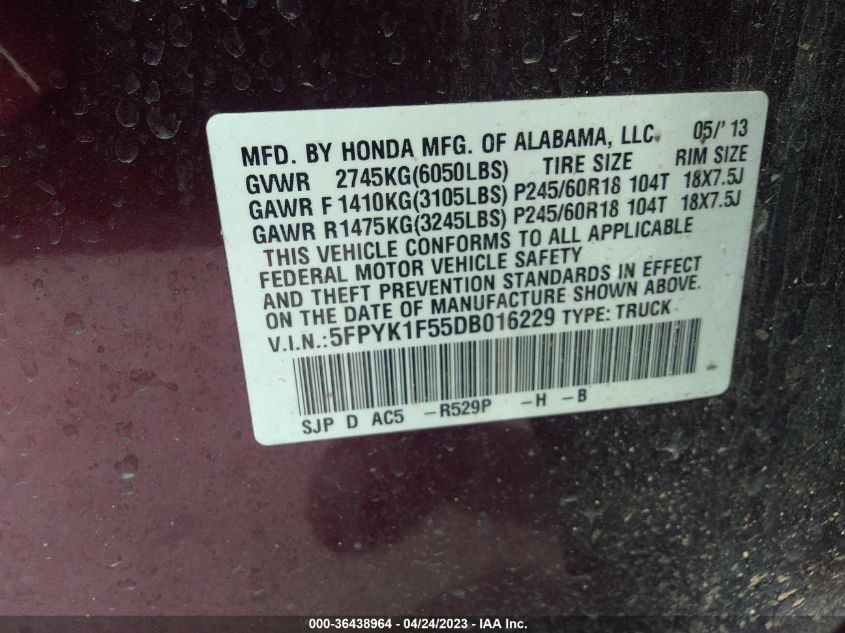 MFD. BY HONDA MFG. OF ALABAMA, LLC. 05/'13
GVWR 2745KG(6050LBS) TIRE SIZE RIM SIZE
GAWR F 1410KG(3105LBS) P245/60R18 104T 18X7.5J
GAWR R1475KG(3245LBS) P245/60R18 104T 18X7.5J
THIS VEHICLE CONFORMS TO ALL APPLICABLE
FEDERAL MOTOR VEHICLE SAFETY
AND THEFT PREVENTION STANDARDS IN EFFECT
ON THE DATE OF MANUFACTURE SHOWN ABOVE.
V.I.N.:5FPYK1F55DB016229 TYPE: TRUCK
SJP D AC5 -R529P -H -B
000-36438964 - 04/24/2023 - IAA Inc.